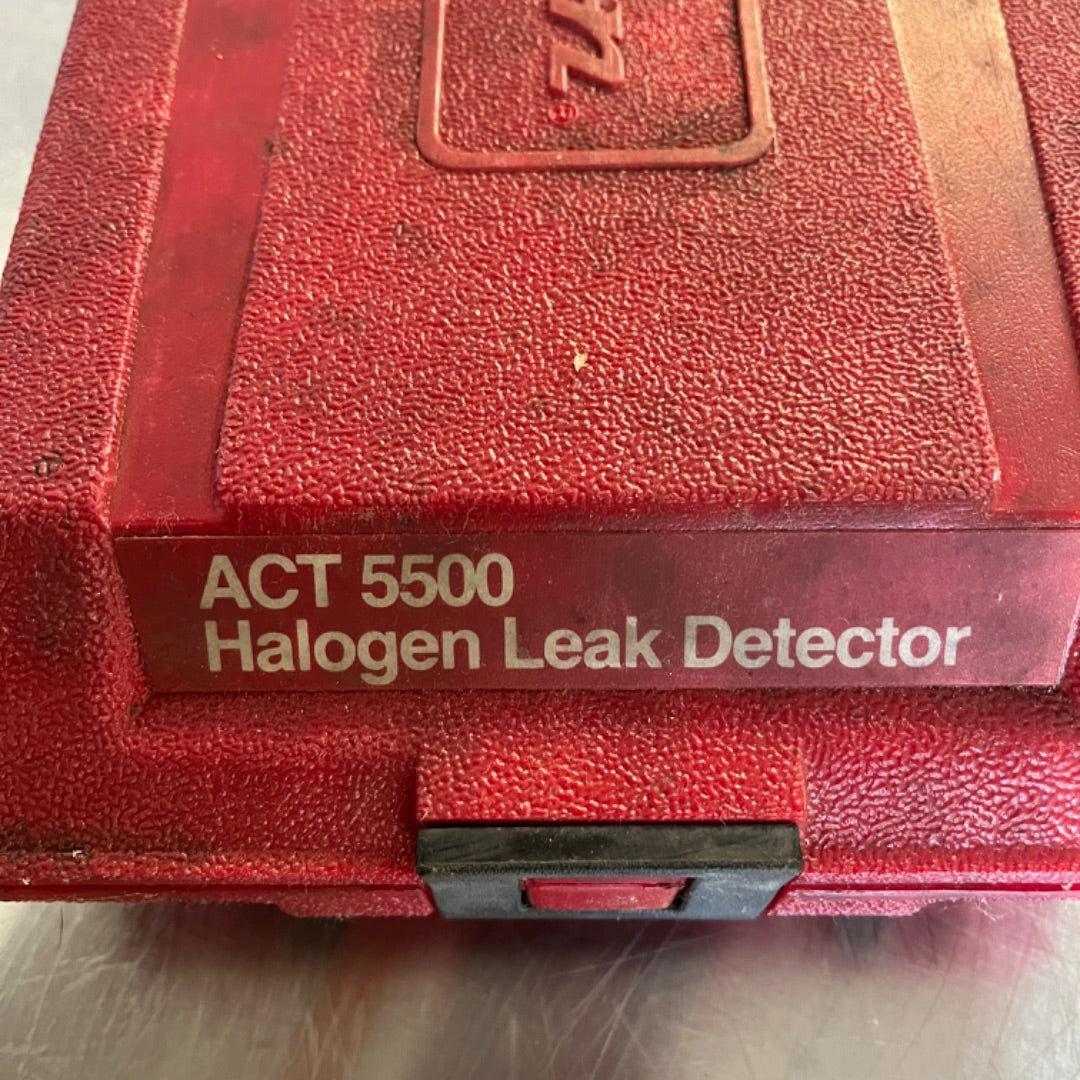 ACT 5500
Halogen Leak Detector
®